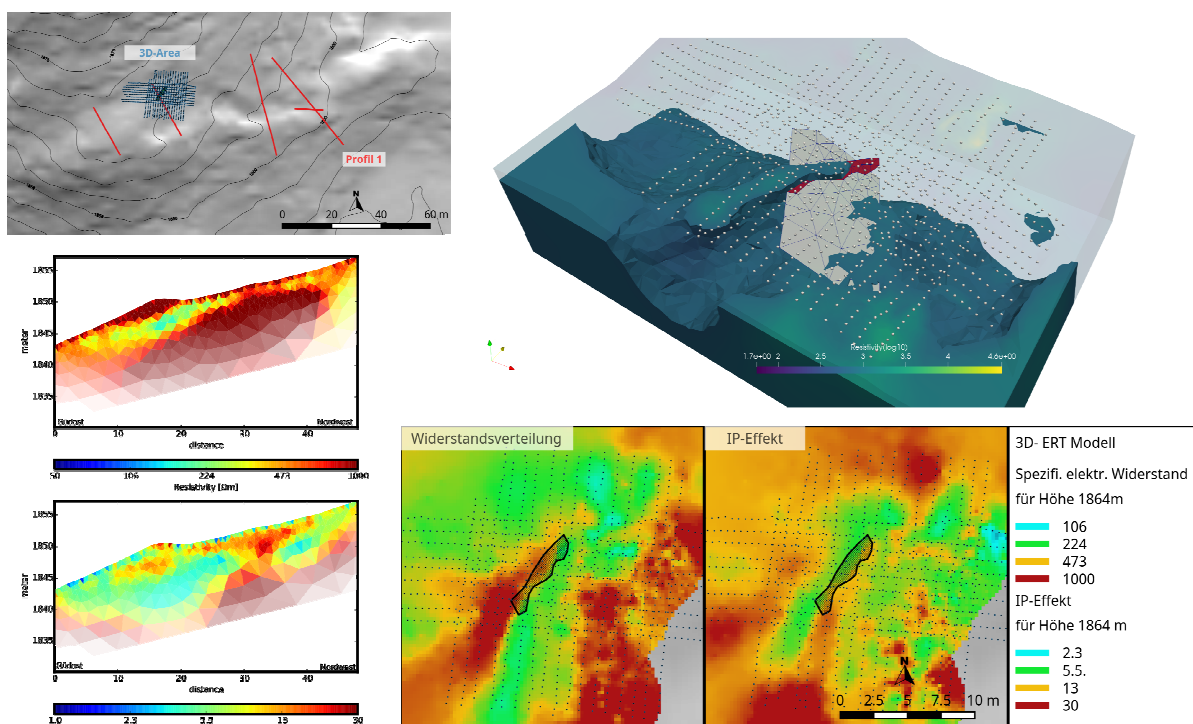 3D-Area
Profil 1
N
0 20 40 60 m
1855
1850
1845
1840
1835
meter
Südost Nordwest
0 10 20 30 40
distance
50 106 224 473 1000
Resistivity [Ωm]
1855
1850
1845
1840
1835
meter
Südost Nordwest
0 10 20 30 40
distance
1.0 2.3 5.5 13 30
Resistivity(log10)
1.7e+00 2 2.5 3 3.5 4 4.6e+00
Widerstandsverteilung
IP-Effekt
N
0 2.5 5 7.5 10 m
3D- ERT Modell
Spezifi. elektr. Widerstand
für Höhe 1864m
106
224
473
1000
IP-Effekt
für Höhe 1864 m
2.3
5.5.
13
30